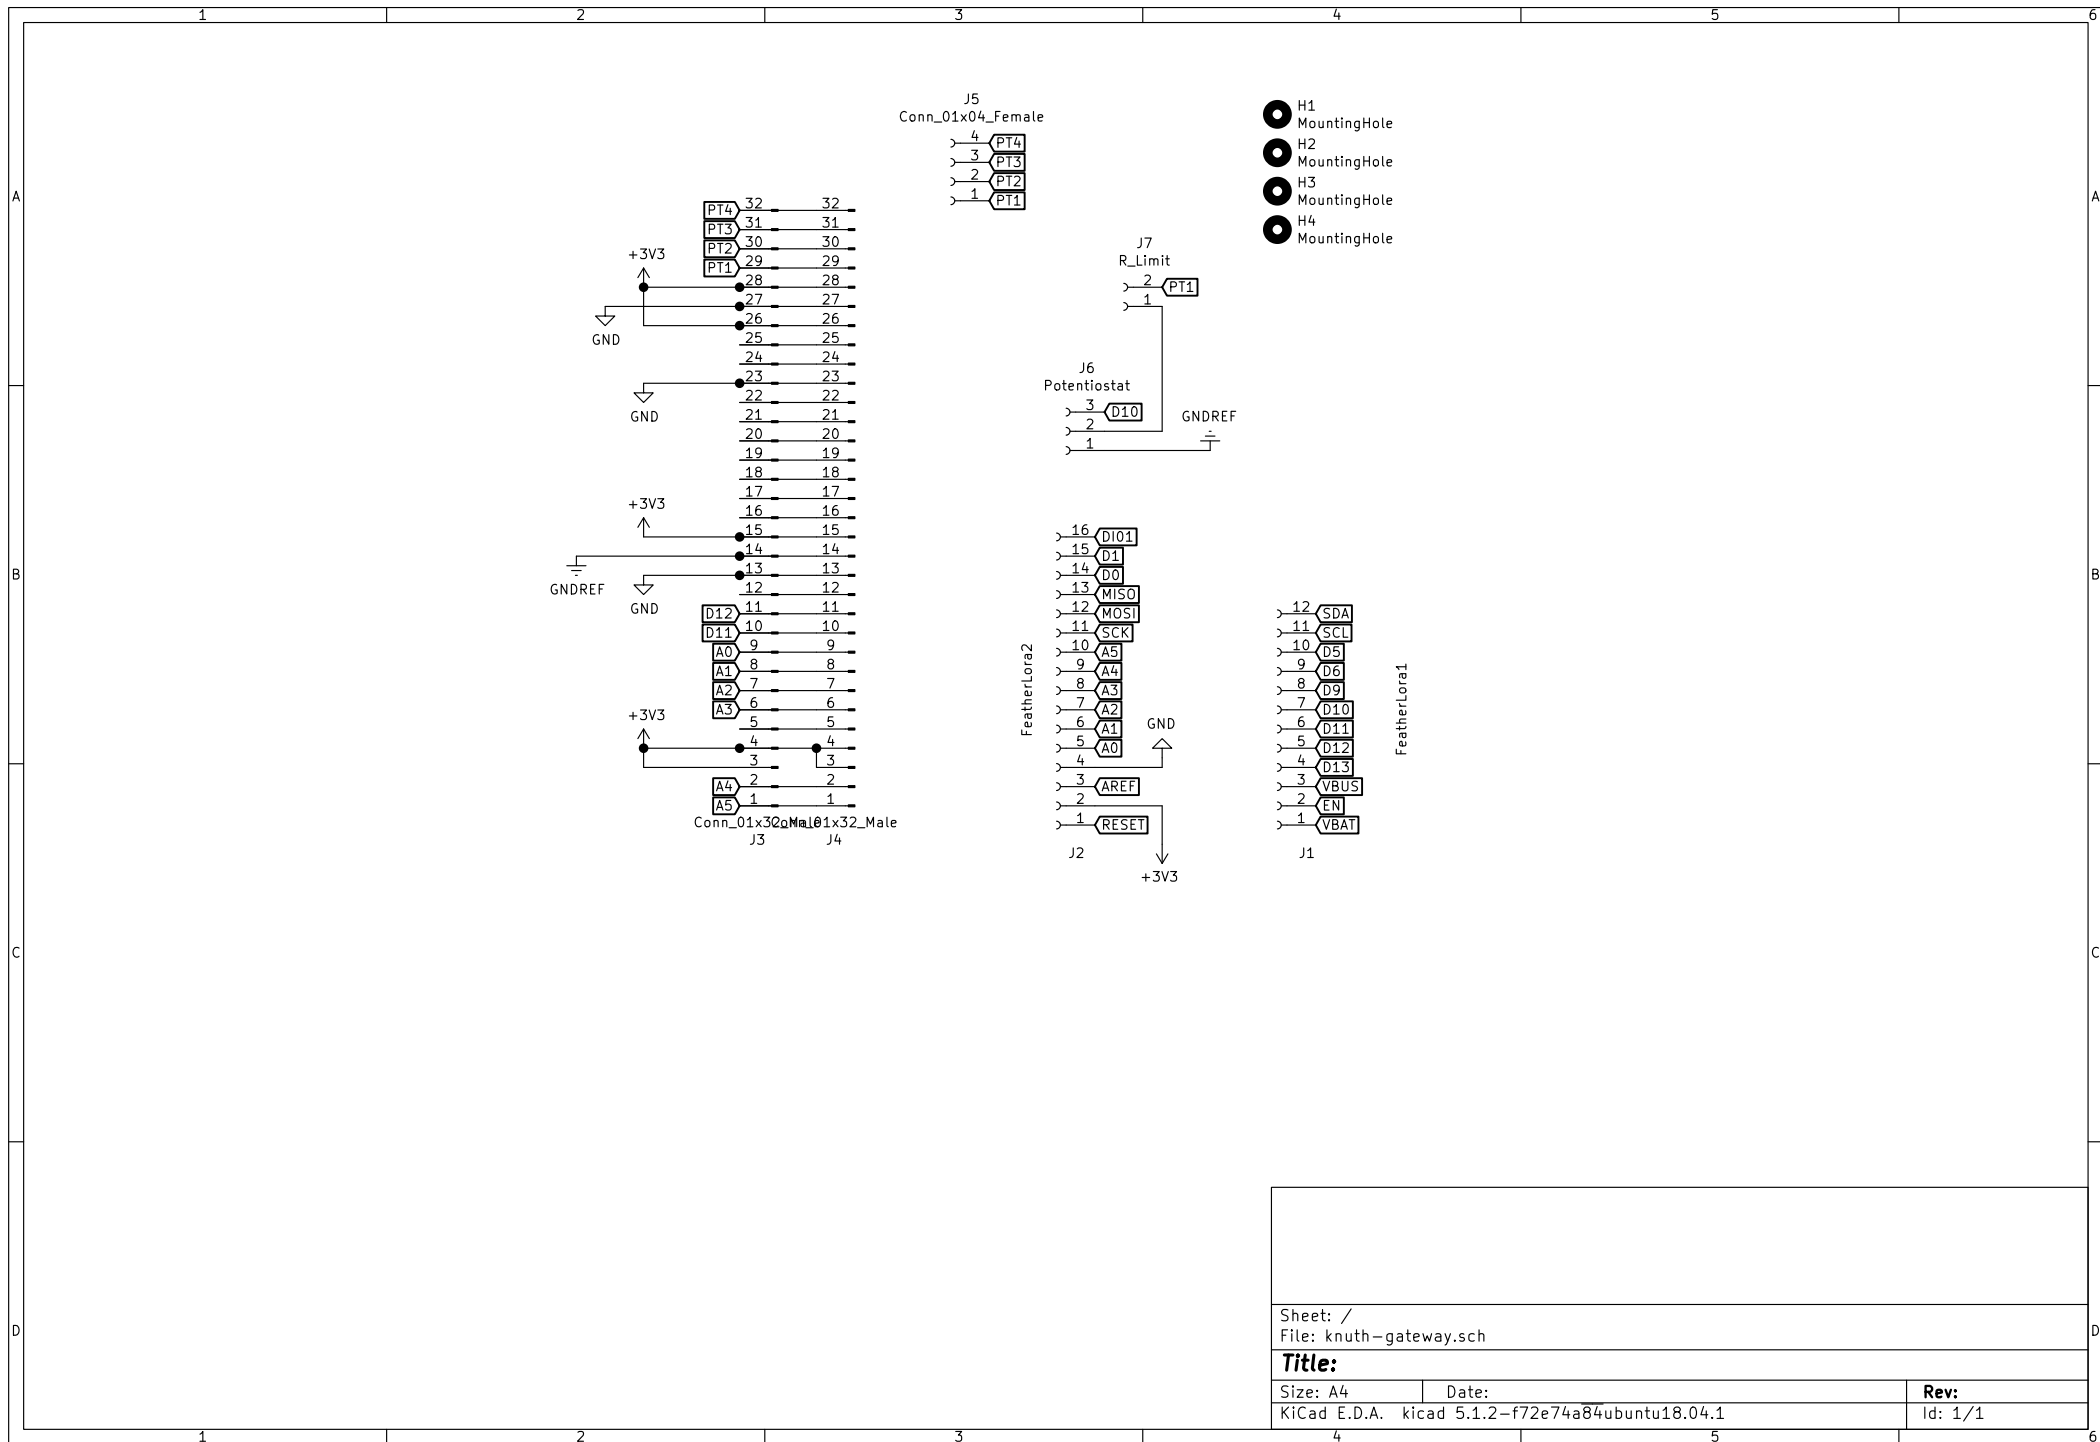 1 2 3 4 5 6
J5
Conn_01x04_Female
4 PT4
3 PT3
2 PT2
1 PT1
H1
MountingHole
H2
MountingHole
H3
MountingHole
H4
MountingHole
A A
PT4 32 32
PT3 31 31
PT2 30 30
PT1 29 29
+3V3
28 28
27 27
26 26
GND
25 25
24 24
23 23
GND
22 22
21 21
20 20
19 19
18 18
17 17
+3V3
16 16
15 15
14 14
13 13
GNDREF
GND
12 12
D12 11 11
D11 10 10
A0 9 9
A1 8 8
A2 7 7
A3 6 6
+3V3
5 5
4 4
3 3
A4 2 2
A5 1 1
Conn_01x32_Male
Conn_01x32_Male
J3 J4
J7
R_Limit
2 PT1
1
J6
Potentiostat
3 D10
2
1
GNDREF
B B
16 DIO1
15 D1
14 D0
13 MISO
12 MOSI
11 SCK
10 A5
9 A4
8 A3
7 A2
6 A1
5 A0
4
GND
3 AREF
2
1 RESET
FeatherLora2
J2
+3V3
12 SDA
11 SCL
10 D5
9 D6
8 D9
7 D10
6 D11
5 D12
4 D13
3 VBUS
2 EN
1 VBAT
FeatherLora1
J1
C C
D D
Sheet: /
File: knuth-gateway.sch
Title:
Size: A4 Date: Rev:
KiCad E.D.A. kicad 5.1.2-f72e74a84ubuntu18.04.1 Id: 1/1
1 2 3 4 5 6